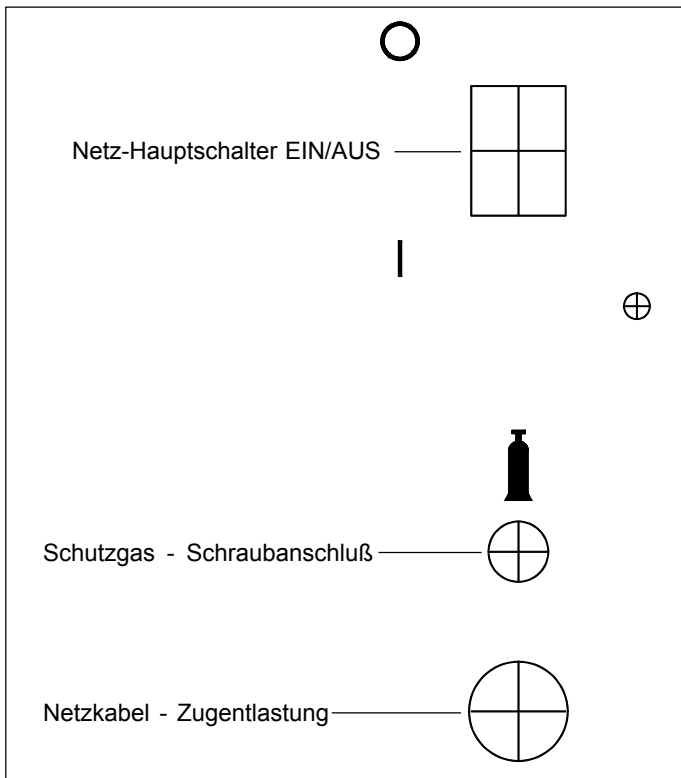 Netz-Hauptschalter EIN/AUS
Schutzgas - Schraubanschluß
Netzkabel - Zugentlastung